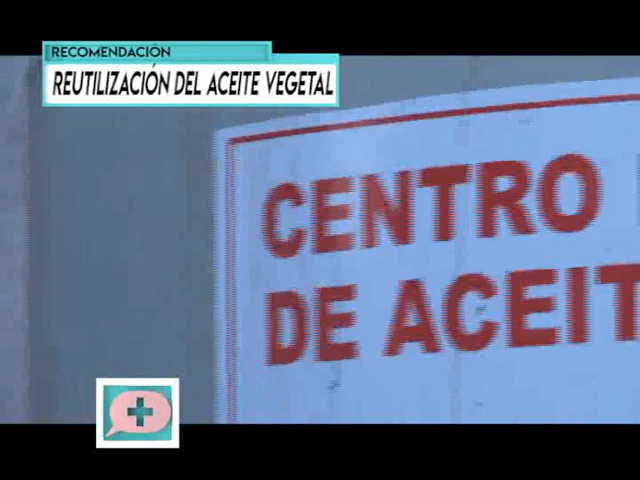 RECOMENDACIÓN
REUTILIZACIÓN DEL ACEITE VEGETAL
CENTRO
DE ACEIT